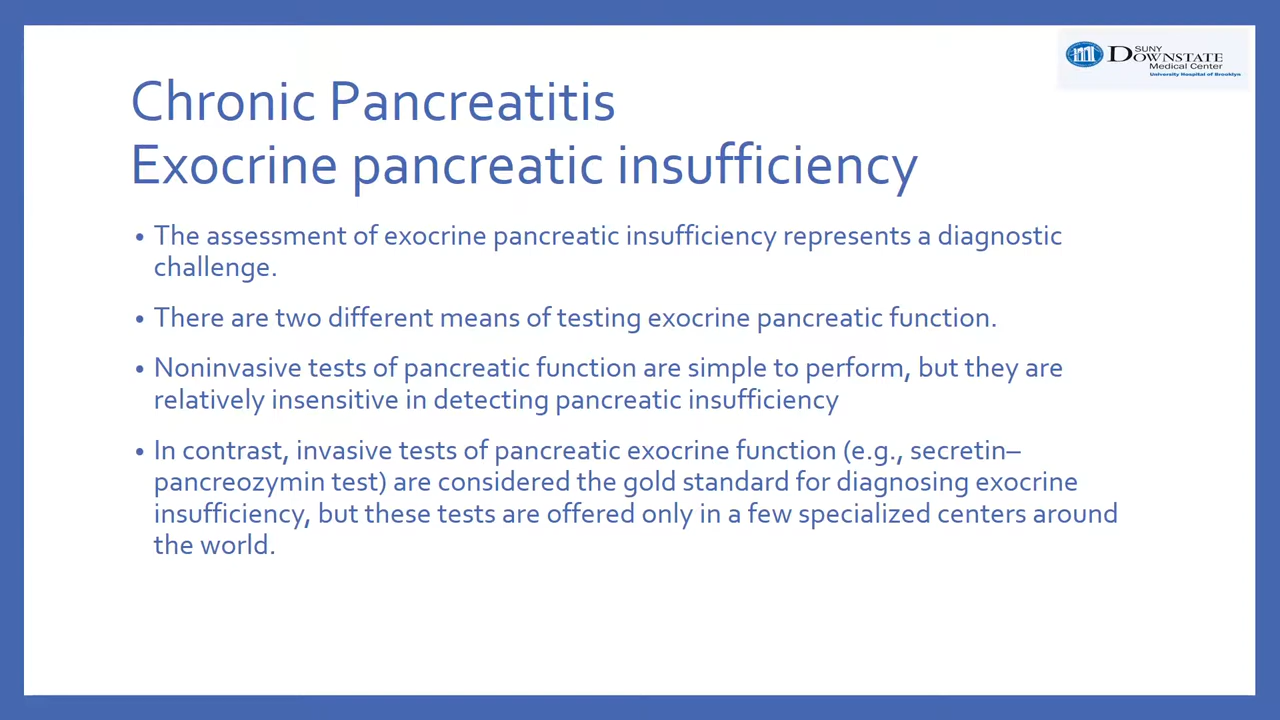 SUNY
DOWNSTATE
Medical Center
University Hospital of Brooklyn
Chronic Pancreatitis
Exocrine pancreatic insufficiency
• The assessment of exocrine pancreatic insufficiency represents a diagnostic
challenge.
• There are two different means of testing exocrine pancreatic function.
• Noninvasive tests of pancreatic function are simple to perform, but they are
relatively insensitive in detecting pancreatic insufficiency
• In contrast, invasive tests of pancreatic exocrine function (e.g., secretin–
pancreozymin test) are considered the gold standard for diagnosing exocrine
insufficiency, but these tests are offered only in a few specialized centers around
the world.